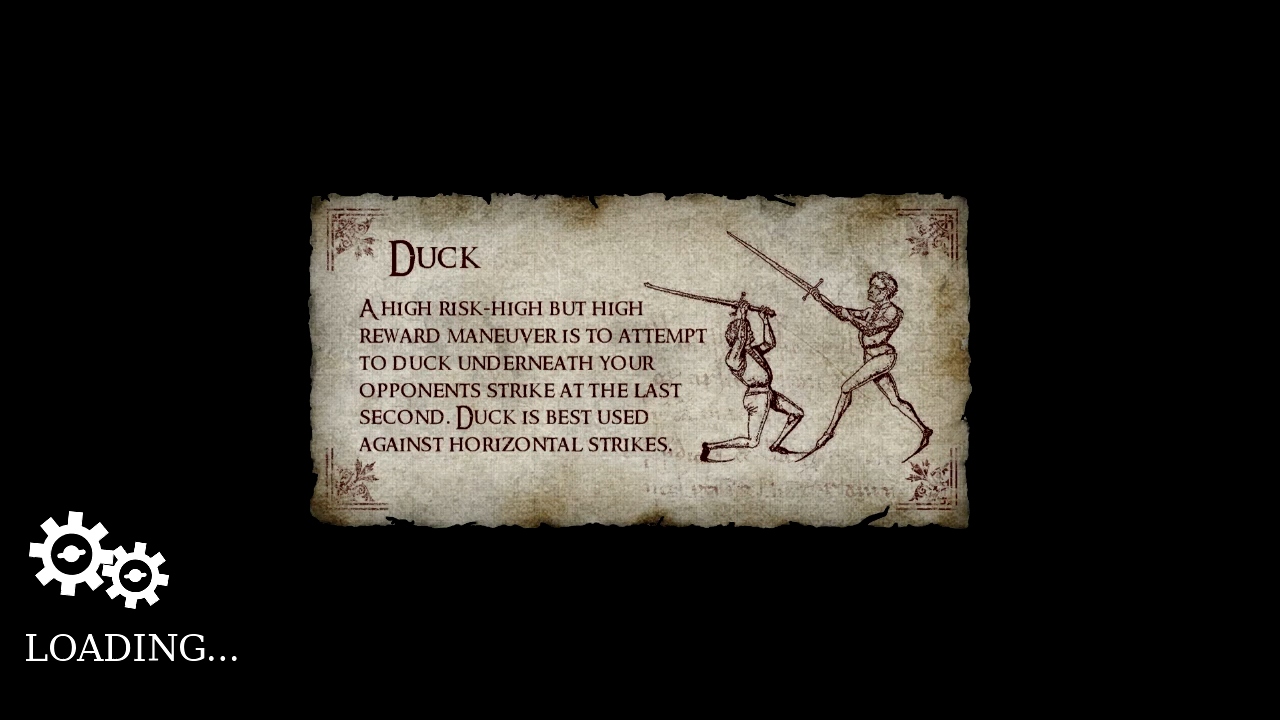 Duck
A high risk-high but high
reward maneuver is to attempt
to duck underneath your
opponents strike at the last
second. Duck is best used
against horizontal strikes.
LOADING...